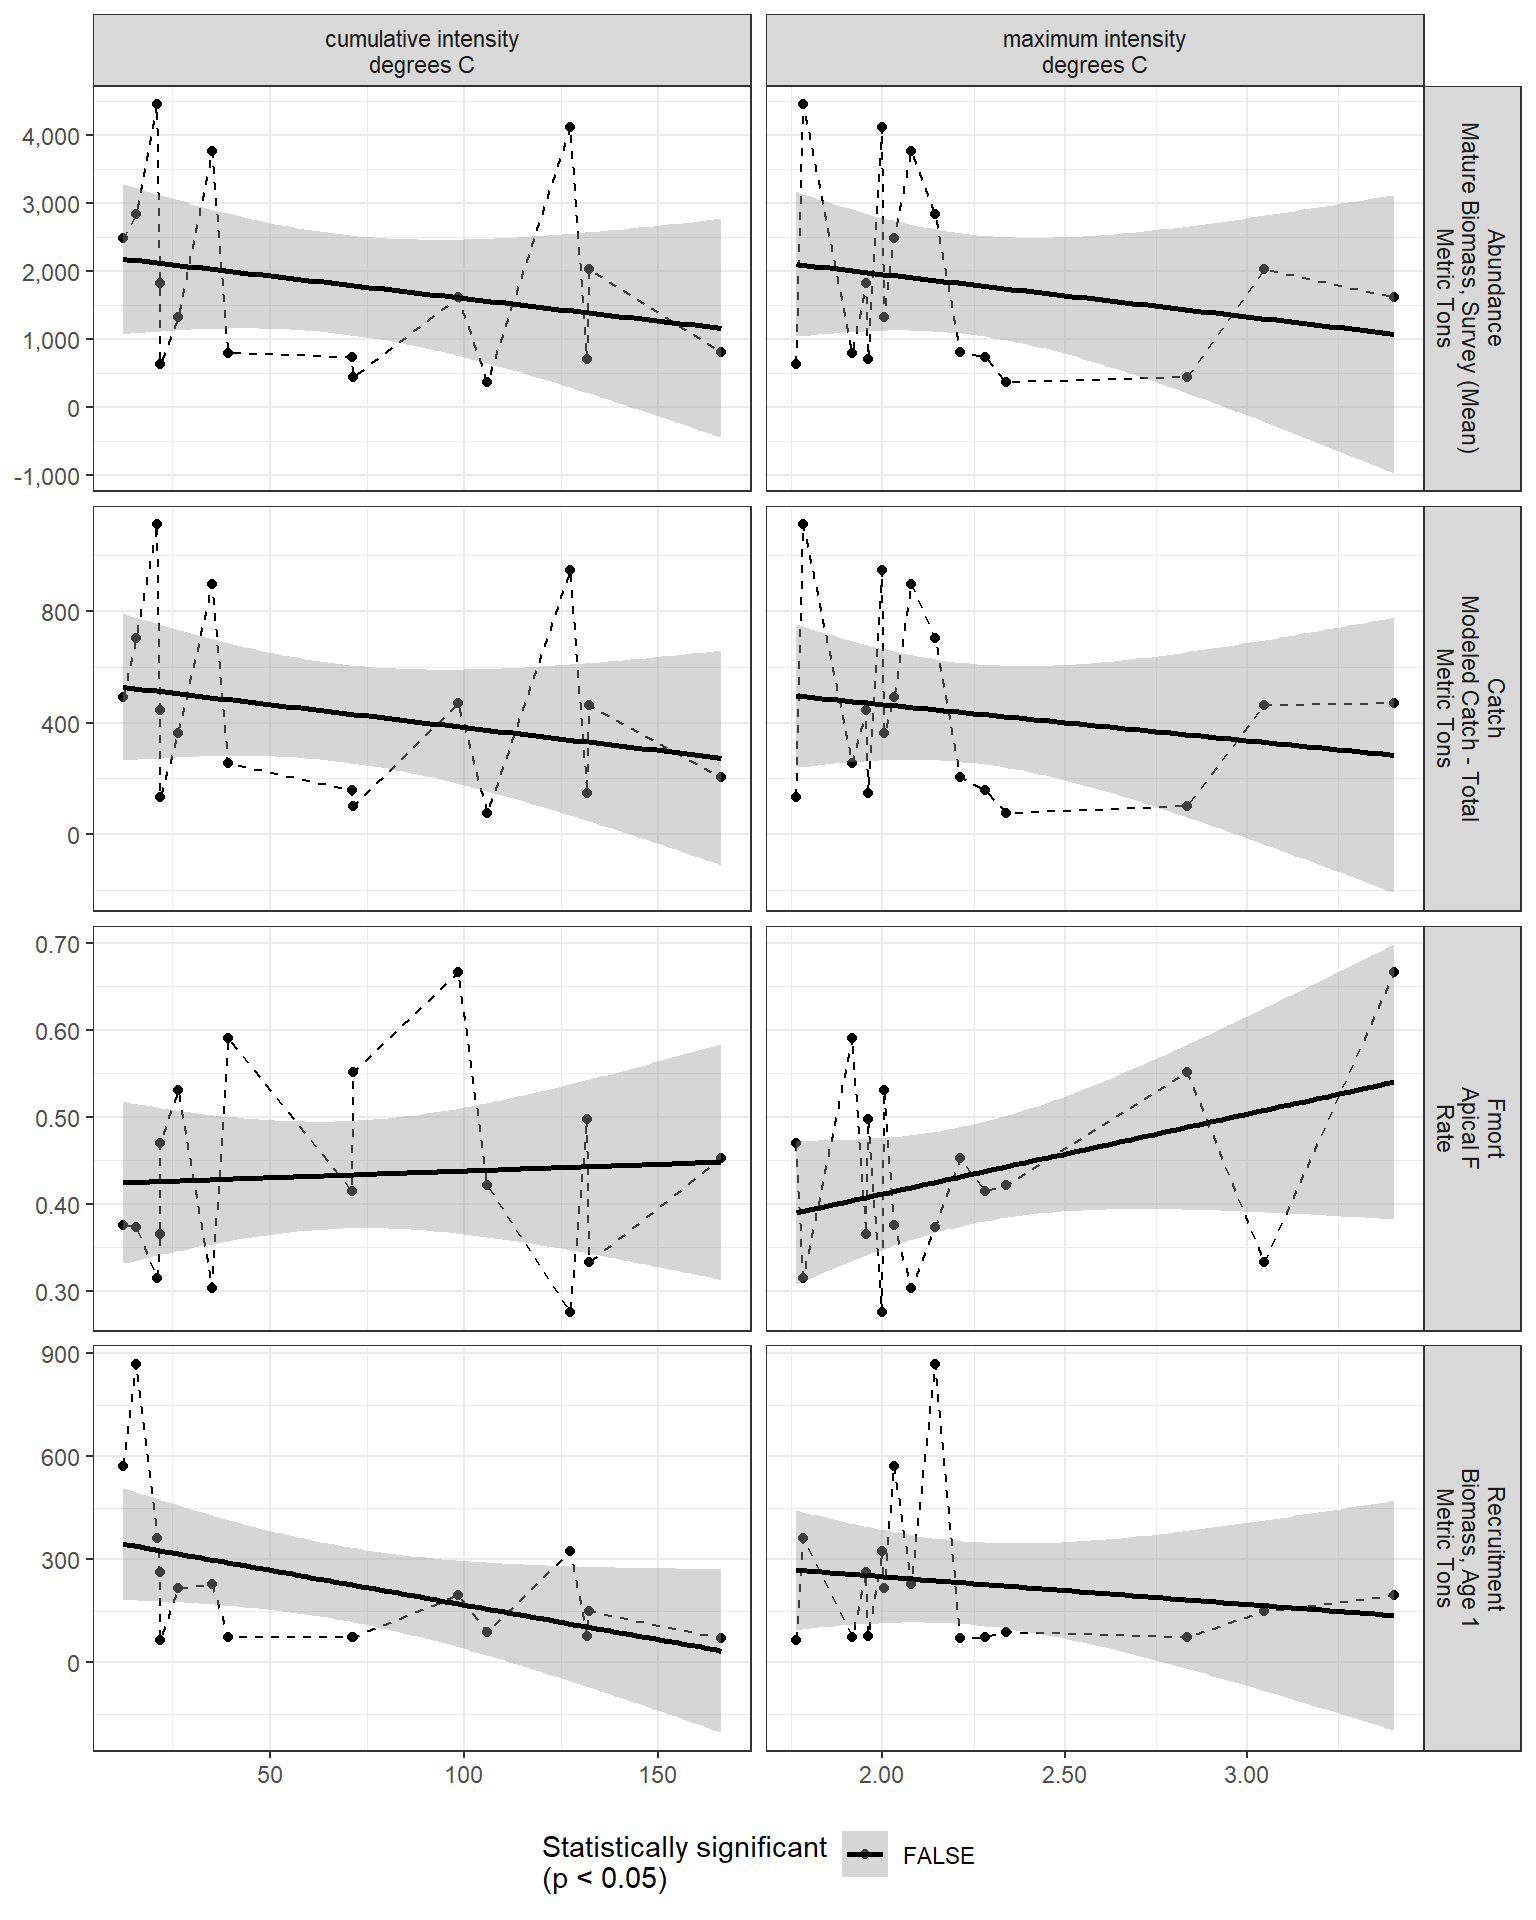 cumulative intensity
degrees C
maximum intensity
degrees C
4,000
3,000
2,000
1,000
0
-1,000
Abundance
Mature Biomass, Survey (Mean)
Metric Tons
800
400
0
Catch
Modeled Catch - Total
Metric Tons
0.70
0.60
0.50
0.40
0.30
Fmort
Apical F
Rate
900
600
300
0
Recruitment
Biomass, Age 1
Metric Tons
50 100 150
2.00 2.50 3.00
Statistically significant
(p < 0.05)
FALSE